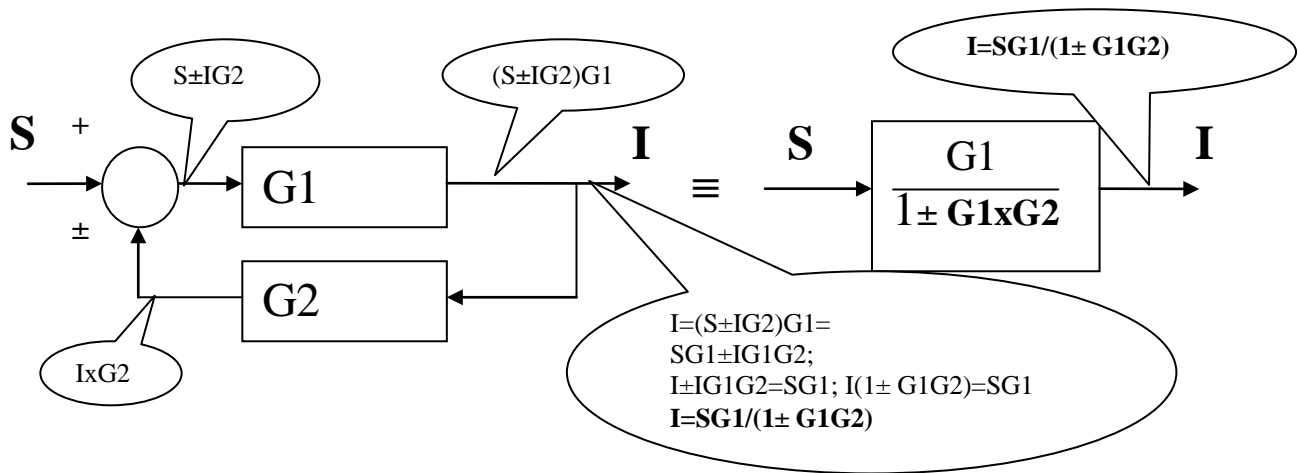 S±IG2
(S±IG2)G1
I=SG1/(1± G1G2)
S
+
I
S
G1
1± G1xG2
I
G1
≡
±
G2
IxG2
I=(S±IG2)G1=
SG1±IG1G2;
I±IG1G2=SG1; I(1± G1G2)=SG1
I=SG1/(1± G1G2)